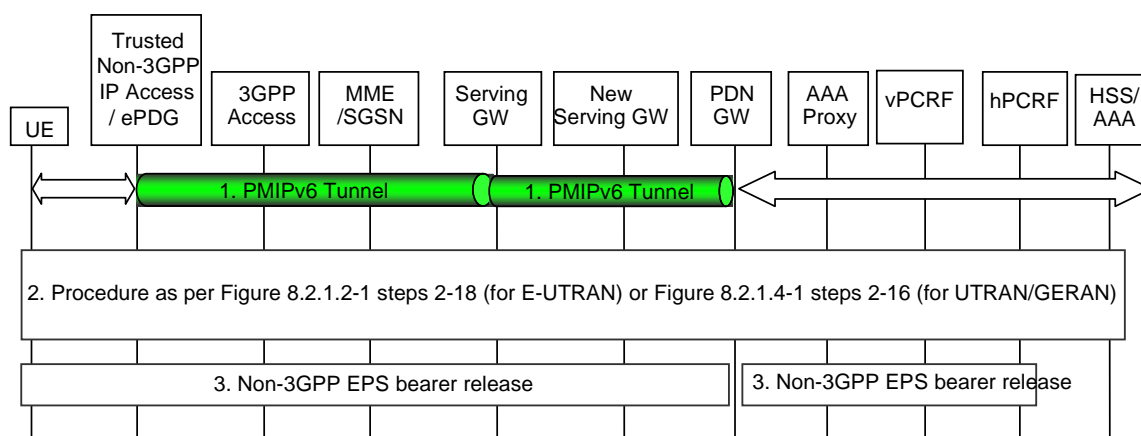 Trusted
Non-3GPP
IP Access
/ ePDG
UE
3GPP
Access
MME
/SGSN
Serving
GW
New
Serving GW
PDN
GW
AAA
Proxy
vPCRF
hPCRF
HSS/
AAA
1. PMIPv6 Tunnel
1. PMIPv6 Tunnel
2. Procedure as per Figure 8.2.1.2-1 steps 2-18 (for E-UTRAN) or Figure 8.2.1.4-1 steps 2-16 (for UTRAN/GERAN)
3. Non-3GPP EPS bearer release
3. Non-3GPP EPS bearer release